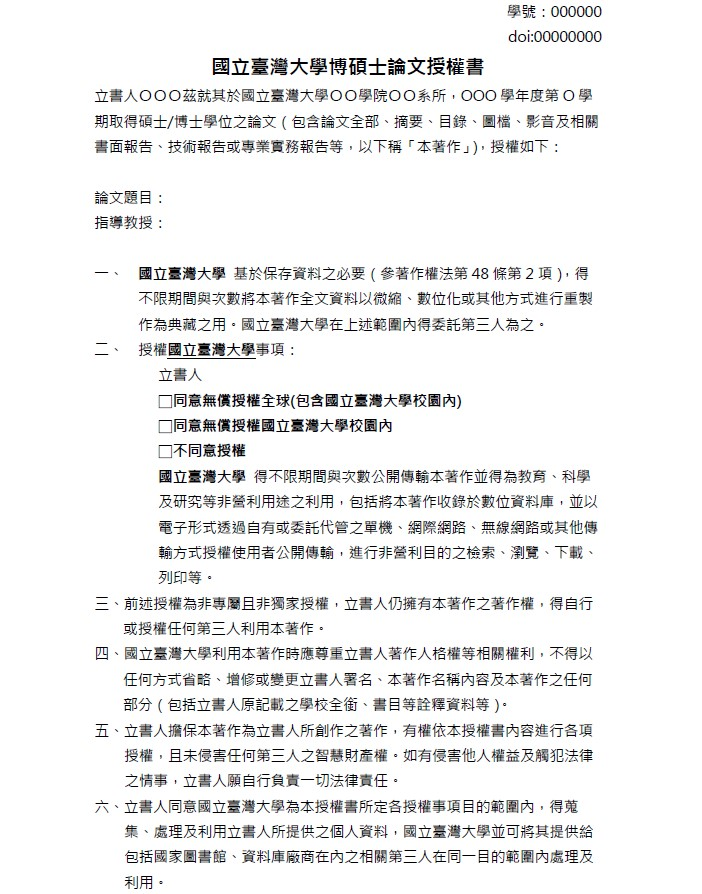 學號：000000
doi:00000000
國立臺灣大學博碩士論文授權書
立書人ＯＯＯ茲就其於國立臺灣大學ＯＯ學院ＯＯ系所，OOO 學年度第 O 學
期取得碩士/博士學位之論文（包含論文全部、摘要、目錄、圖檔、影音及相關
書面報告、技術報告或專業實務報告等，以下稱「本著作」)，授權如下：
論文題目：
指導教授：
一、 國立臺灣大學 基於保存資料之必要（參著作權法第 48 條第 2 項），得
不限期間與次數將本著作全文資料以微縮、數位化或其他方式進行重製
作為典藏之用。國立臺灣大學在上述範圍內得委託第三人為之。
二、 授權國立臺灣大學事項：
立書人
□同意無償授權全球(包含國立臺灣大學校園內)
□同意無償授權國立臺灣大學校園內
□不同意授權
國立臺灣大學 得不限期間與次數公開傳輸本著作並得為教育、科學
及研究等非營利用途之利用，包括將本著作收錄於數位資料庫，並以
電子形式透過自有或委託代管之單機、網際網路、無線網路或其他傳
輸方式授權使用者公開傳輸，進行非營利目的之檢索、瀏覽、下載、
列印等。
三、前述授權為非專屬且非獨家授權，立書人仍擁有本著作之著作權，得自行
或授權任何第三人利用本著作。
四、國立臺灣大學利用本著作時應尊重立書人著作人格權等相關權利，不得以
任何方式省略、增修或變更立書人署名、本著作名稱內容及本著作之任何
部分（包括立書人原記載之學校全銜、書目等詮釋資料等）。
五、立書人擔保本著作為立書人所創作之著作，有權依本授權書內容進行各項
授權，且未侵害任何第三人之智慧財產權。如有侵害他人權益及觸犯法律
之情事，立書人願自行負責一切法律責任。
六、立書人同意國立臺灣大學為本授權書所定各授權事項目的範圍內，得蒐
集、處理及利用立書人所提供之個人資料，國立臺灣大學並可將其提供給
包括國家圖書館、資料庫廠商在內之相關第三人在同一目的範圍內處理及
利用。